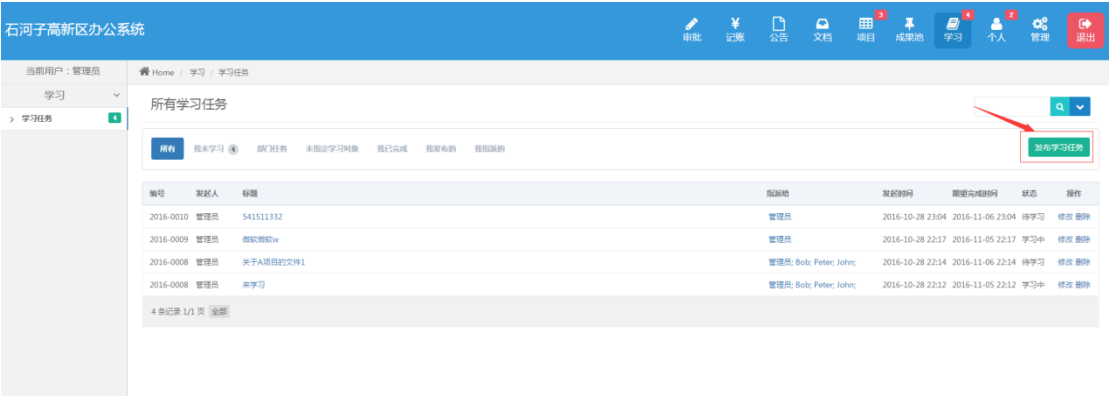 石河子高新区办公系统
审批 记账 公告 文档 项目 3 成果池 学习 4 个人 2 管理 退出
当前用户：管理员
Home / 学习 / 学习任务
学习
学习任务 4
所有学习任务
所有 我未学习 4 部门任务 未指定学习对象 我已完成 我发布的 我指派的 发布学习任务
编号 发起人 标题 指派给 发起时间 期望完成时间 状态 操作
2016-0010 管理员 541511332 管理员 2016-10-28 23:04 2016-11-06 23:04 待学习 修改 删除
2016-0009 管理员 做软做软w 管理员 2016-10-28 22:17 2016-11-05 22:17 学习中 修改 删除
2016-0008 管理员 关于A项目的文件1 管理员; Bob; Peter; John; 2016-10-28 22:14 2016-11-06 22:14 待学习 修改 删除
2016-0008 管理员 来学习 管理员; Bob; Peter; John; 2016-10-28 22:12 2016-11-05 22:12 学习中 修改 删除
4 条记录 1/1 页 全部